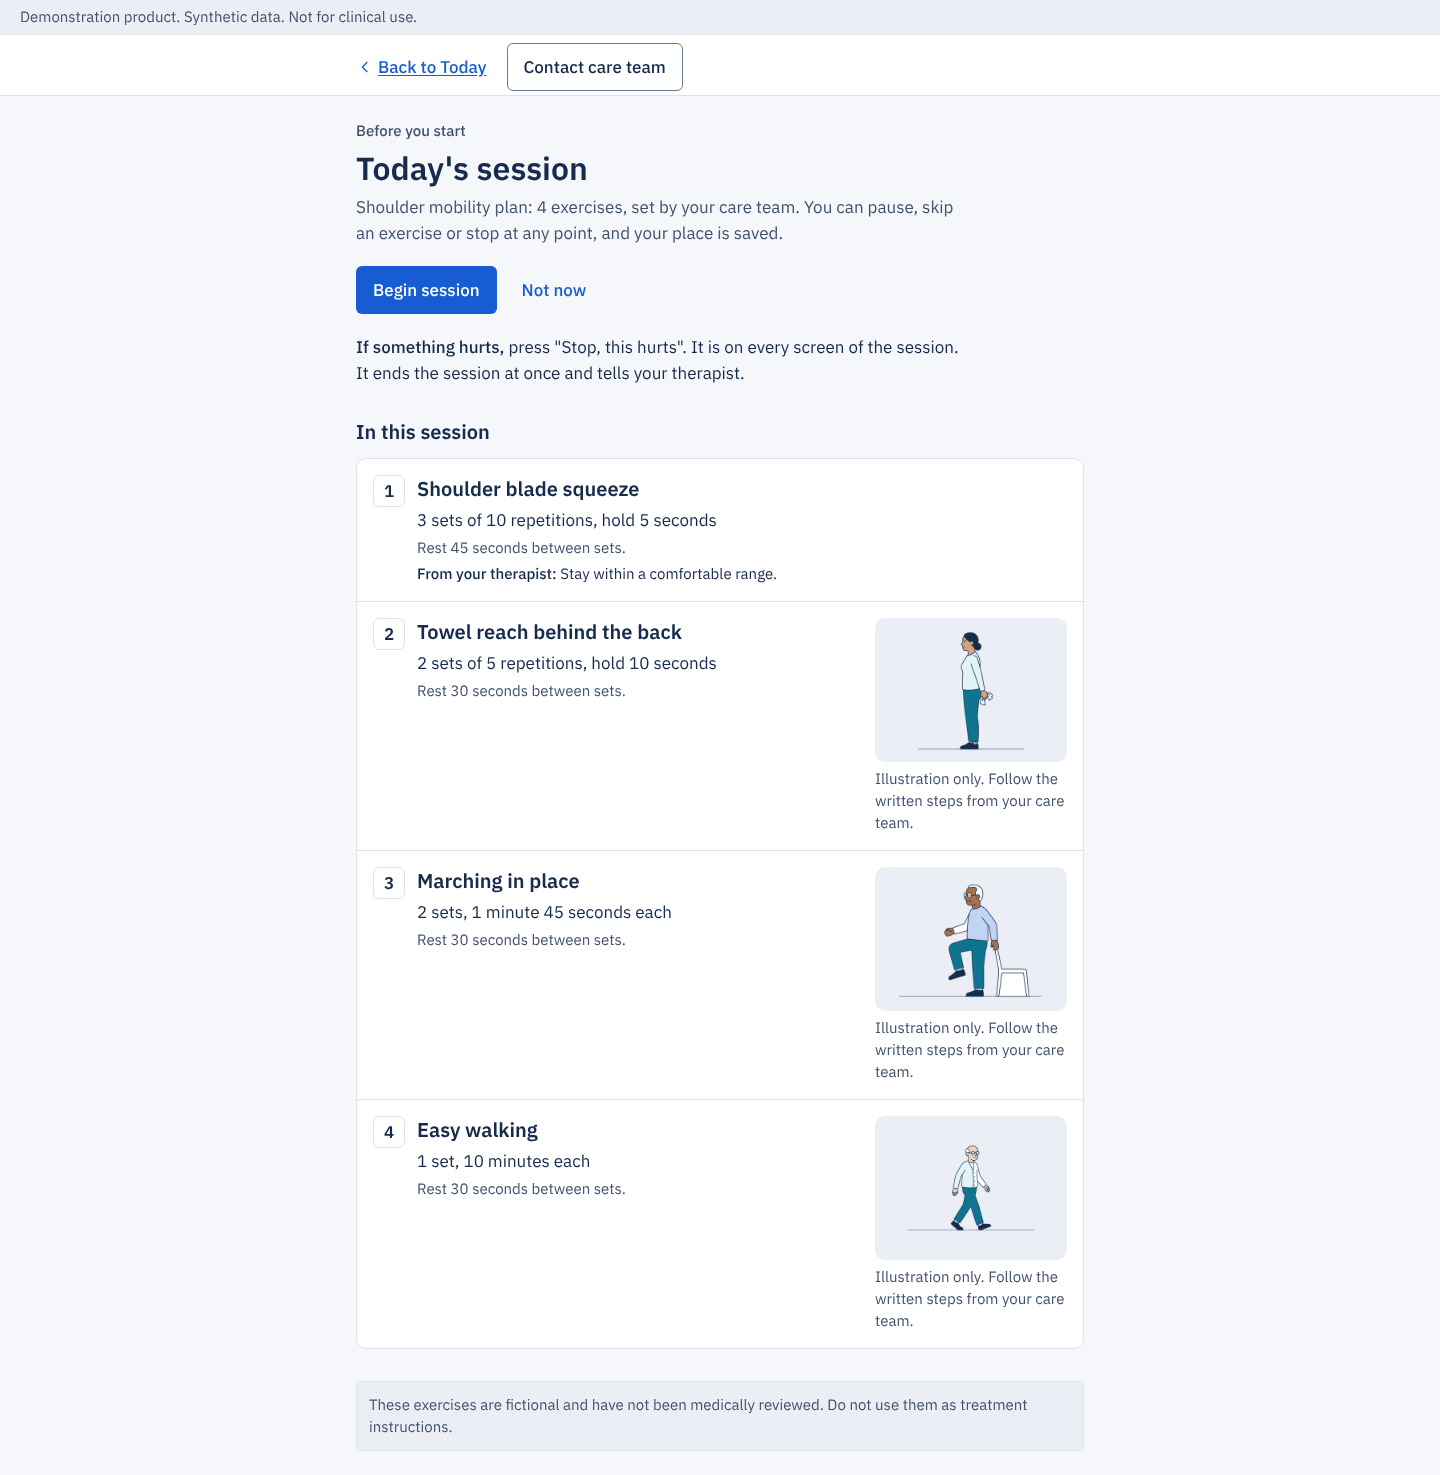 Demonstration product. Synthetic data. Not for clinical use.
Back to Today
Contact care team
Before you start
Today's session
Shoulder mobility plan: 4 exercises, set by your care team. You can pause, skip
an exercise or stop at any point, and your place is saved.
Begin session
Not now
If something hurts, press "Stop, this hurts". It is on every screen of the session.
It ends the session at once and tells your therapist.
In this session
1
Shoulder blade squeeze
3 sets of 10 repetitions, hold 5 seconds
Rest 45 seconds between sets.
From your therapist: Stay within a comfortable range.
2
Towel reach behind the back
2 sets of 5 repetitions, hold 10 seconds
Rest 30 seconds between sets.
Illustration only. Follow the
written steps from your care
team.
3
Marching in place
2 sets, 1 minute 45 seconds each
Rest 30 seconds between sets.
Illustration only. Follow the
written steps from your care
team.
4
Easy walking
1 set, 10 minutes each
Rest 30 seconds between sets.
Illustration only. Follow the
written steps from your care
team.
These exercises are fictional and have not been medically reviewed. Do not use them as treatment
instructions.